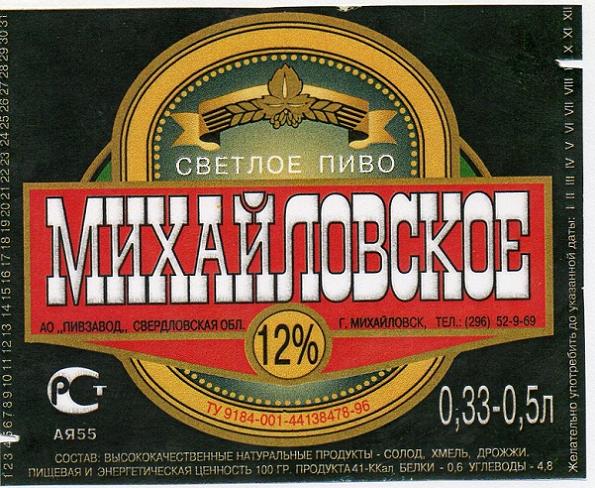 СВЕТЛОЕ ПИВО
МИХАЙЛОВСКОЕ
АО „ПИВЗАВОД„, СВЕРДЛОВСКАЯ ОБЛ. Г. МИХАЙЛОВСК, ТЕЛ.: (296) 52-9-69
12%
РСТ
АЯ55
ТУ 9184-001-44138478-96
0,33-0,5л
СОСТАВ: ВЫСОКОКАЧЕСТВЕННЫЕ НАТУРАЛЬНЫЕ ПРОДУКТЫ - СОЛОД, ХМЕЛЬ, ДРОЖЖИ.
ПИЩЕВАЯ И ЭНЕРГЕТИЧЕСКАЯ ЦЕННОСТЬ 100 ГР. ПРОДУКТА 41-ККал, БЕЛКИ - 0,6 УГЛЕВОДЫ - 4,8
1 2 3 4 5 6 7 8 9 10 11 12 13 14 15 16 17 18 19 20 21 22 23 24 25 26 27 28 29 30 31
Желательно употребить до указанной даты: I II III IV V VI VII VIII IX X XI XII